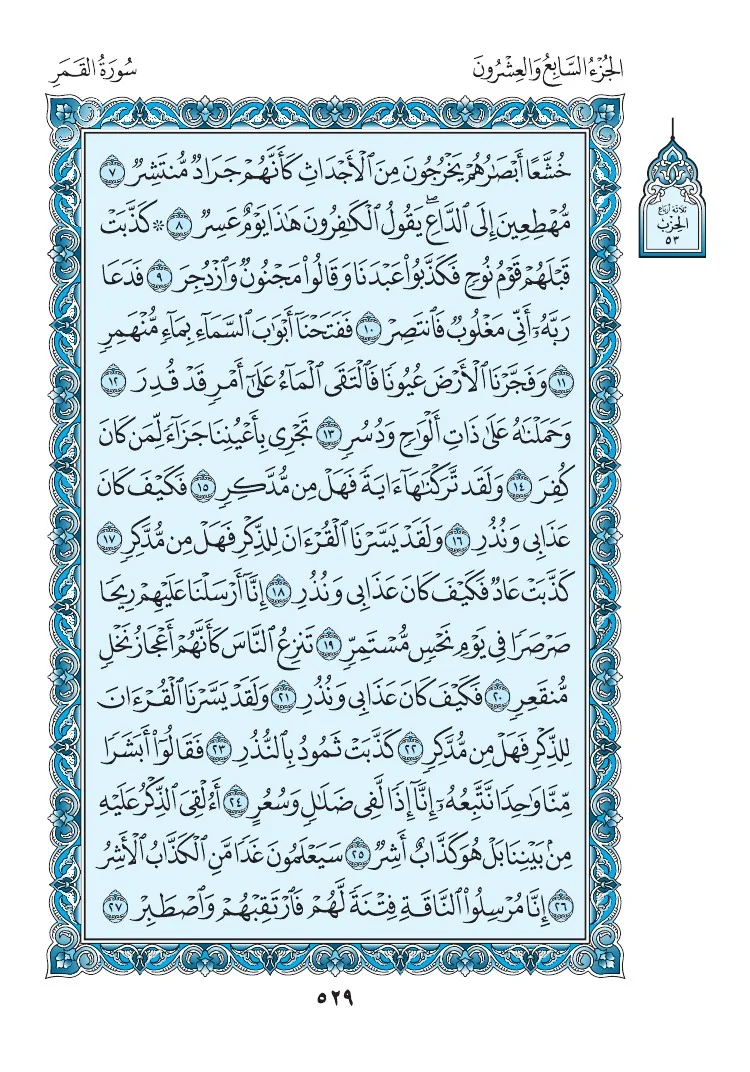 الجُزْءُ السَّابِعُ وَالعِشْرُونَ
سُورَةُ القَمَرِ
خُشَّعًا أَبْصَٰرُهُمْ يَخْرُجُونَ مِنَ ٱلْأَجْدَاثِ كَأَنَّهُمْ جَرَادٌ مُّنتَشِرٌ ٧
مُّهْطِعِينَ إِلَى ٱلدَّاعِ ۖ يَقُولُ ٱلْكَٰفِرُونَ هَٰذَا يَوْمٌ عَسِرٌ ٨ ۞ كَذَّبَتْ
قَبْلَهُمْ قَوْمُ نُوحٍ فَكَذَّبُوا۟ عَبْدَنَا وَقَالُوا۟ مَجْنُونٌ وَٱزْدُجِرَ ٩ فَدَعَا
رَبَّهُۥٓ أَنِّى مَغْلُوبٌ فَٱنتَصِرْ ١٠ فَفَتَحْنَآ أَبْوَٰبَ ٱلسَّمَآءِ بِمَآءٍ مُّنْهَمِرٍ
١١ وَفَجَّرْنَا ٱلْأَرْضَ عُيُونًا فَٱلْتَقَى ٱلْمَآءُ عَلَىٰٓ أَمْرٍ قَدْ قُدِرَ ١٢
وَحَمَلْنَٰهُ عَلَىٰ ذَاتِ أَلْوَٰحٍ وَدُسُرٍ ١٣ تَجْرِى بِأَعْيُنِنَا جَزَآءً لِّمَن كَانَ
كُفِرَ ١٤ وَلَقَد تَّرَكْنَٰهَآ ءَايَةً فَهَلْ مِن مُّدَّكِرٍ ١٥ فَكَيْفَ كَانَ
عَذَابِى وَنُذُرِ ١٦ وَلَقَدْ يَسَّرْنَا ٱلْقُرْءَانَ لِلذِّكْرِ فَهَلْ مِن مُّدَّكِرٍ ١٧
كَذَّبَتْ عَادٌ فَكَيْفَ كَانَ عَذَابِى وَنُذُرِ ١٨ إِنَّآ أَرْسَلْنَا عَلَيْهِمْ رِيحًا
صَرْصَرًا فِى يَوْمِ نَحْسٍ مُّسْتَمِرٍّ ١٩ تَنزِعُ ٱلنَّاسَ كَأَنَّهُمْ أَعْجَازُ نَخْلٍ
مُّنقَعِرٍ ٢٠ فَكَيْفَ كَانَ عَذَابِى وَنُذُرِ ٢١ وَلَقَدْ يَسَّرْنَا ٱلْقُرْءَانَ
لِلذِّكْرِ فَهَلْ مِن مُّدَّكِرٍ ٢٢ كَذَّبَتْ ثَمُودُ بِٱلنُّذُرِ ٢٣ فَقَالُوٓا۟ أَبَشَرًا
مِّنَّا وَٰحِدًا نَّتَّبِعُهُۥٓ إِنَّآ إِذًا لَّفِى ضَلَٰلٍ وَسُعُرٍ ٢٤ أَءُلْقِىَ ٱلذِّكْرُ عَلَيْهِ
مِنۢ بَيْنِنَا بَلْ هُوَ كَذَّابٌ أَشِرٌ ٢٥ سَيَعْلَمُونَ غَدًا مَّنِ ٱلْكَذَّابُ ٱلْأَشِرُ
٢٦ إِنَّا مُرْسِلُوا۟ ٱلنَّاقَةِ فِتْنَةً لَّهُمْ فَٱرْتَقِبْهُمْ وَٱصْطَبِرْ ٢٧
ثلاثة أرباع
الحزب
٥٣
٥٢٩